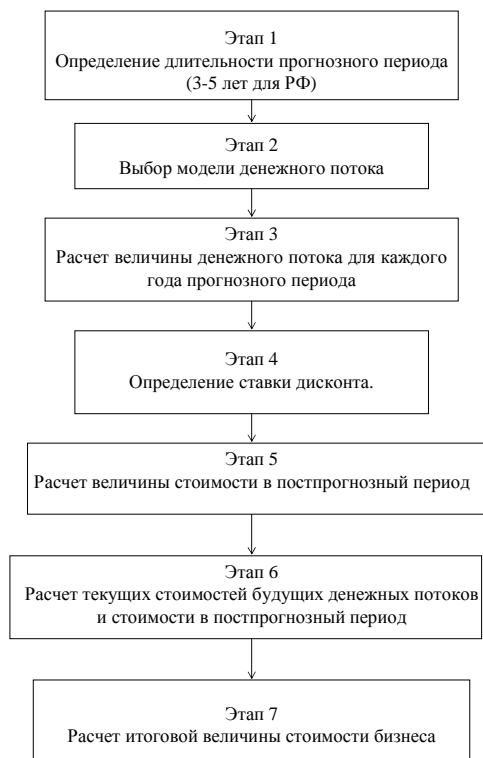 Этап 1
Определение длительности прогнозного периода
(3-5 лет для РФ)
Этап 2
Выбор модели денежного потока
Этап 3
Расчет величины денежного потока для каждого
года прогнозного периода
Этап 4
Определение ставки дисконта.
Этап 5
Расчет величины стоимости в постпрогнозный период
Этап 6
Расчет текущих стоимостей будущих денежных потоков
и стоимости в постпрогнозный период
Этап 7
Расчет итоговой величины стоимости бизнеса